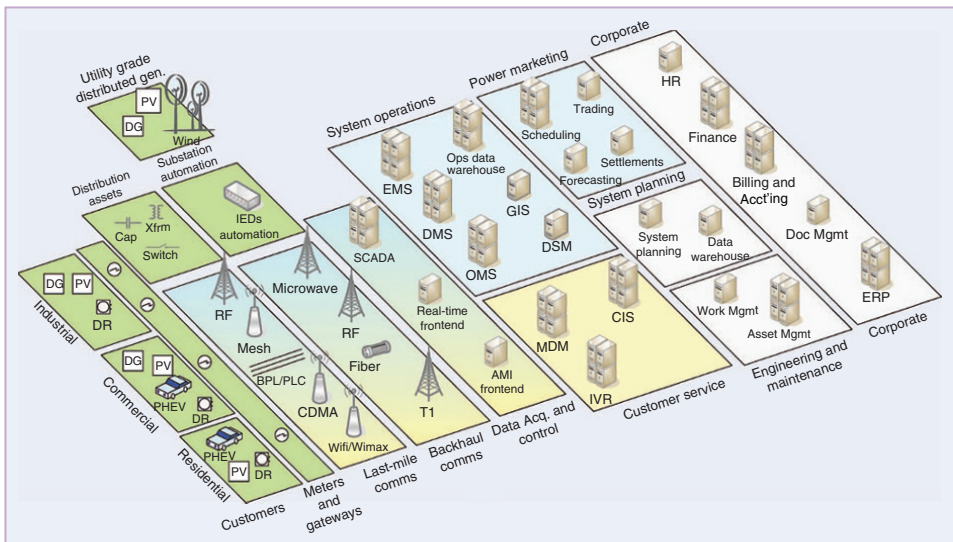 Corporate
HR
Finance
Billing and
Acct'ing
Doc Mgmt
ERP
Corporate
Power marketing
Trading
Scheduling
Settlements
Forecasting
System operations
Ops data
warehouse
EMS
GIS
DMS
DSM
OMS
System planning
System
planning
Data
warehouse
Work Mgmt
Asset Mgmt
Engineering and
maintenance
Utility grade
distributed gen.
PV
DG
Wind
Substation
automation
IEDs
automation
Distribution
assets
Xfrm
Cap
Switch
SCADA
Real-time
frontend
AMI
frontend
Data Acq. and
control
CIS
MDM
IVR
Customer service
Microwave
RF
Fiber
T1
Backhaul
comms
RF
Mesh
BPL/PLC
CDMA
Wifi/Wimax
Last-mile
comms
Meters
and
gateways
DG
PV
DR
Industrial
DG
PV
PHEV
DR
Commercial
PHEV
PV
DR
Residential
Customers